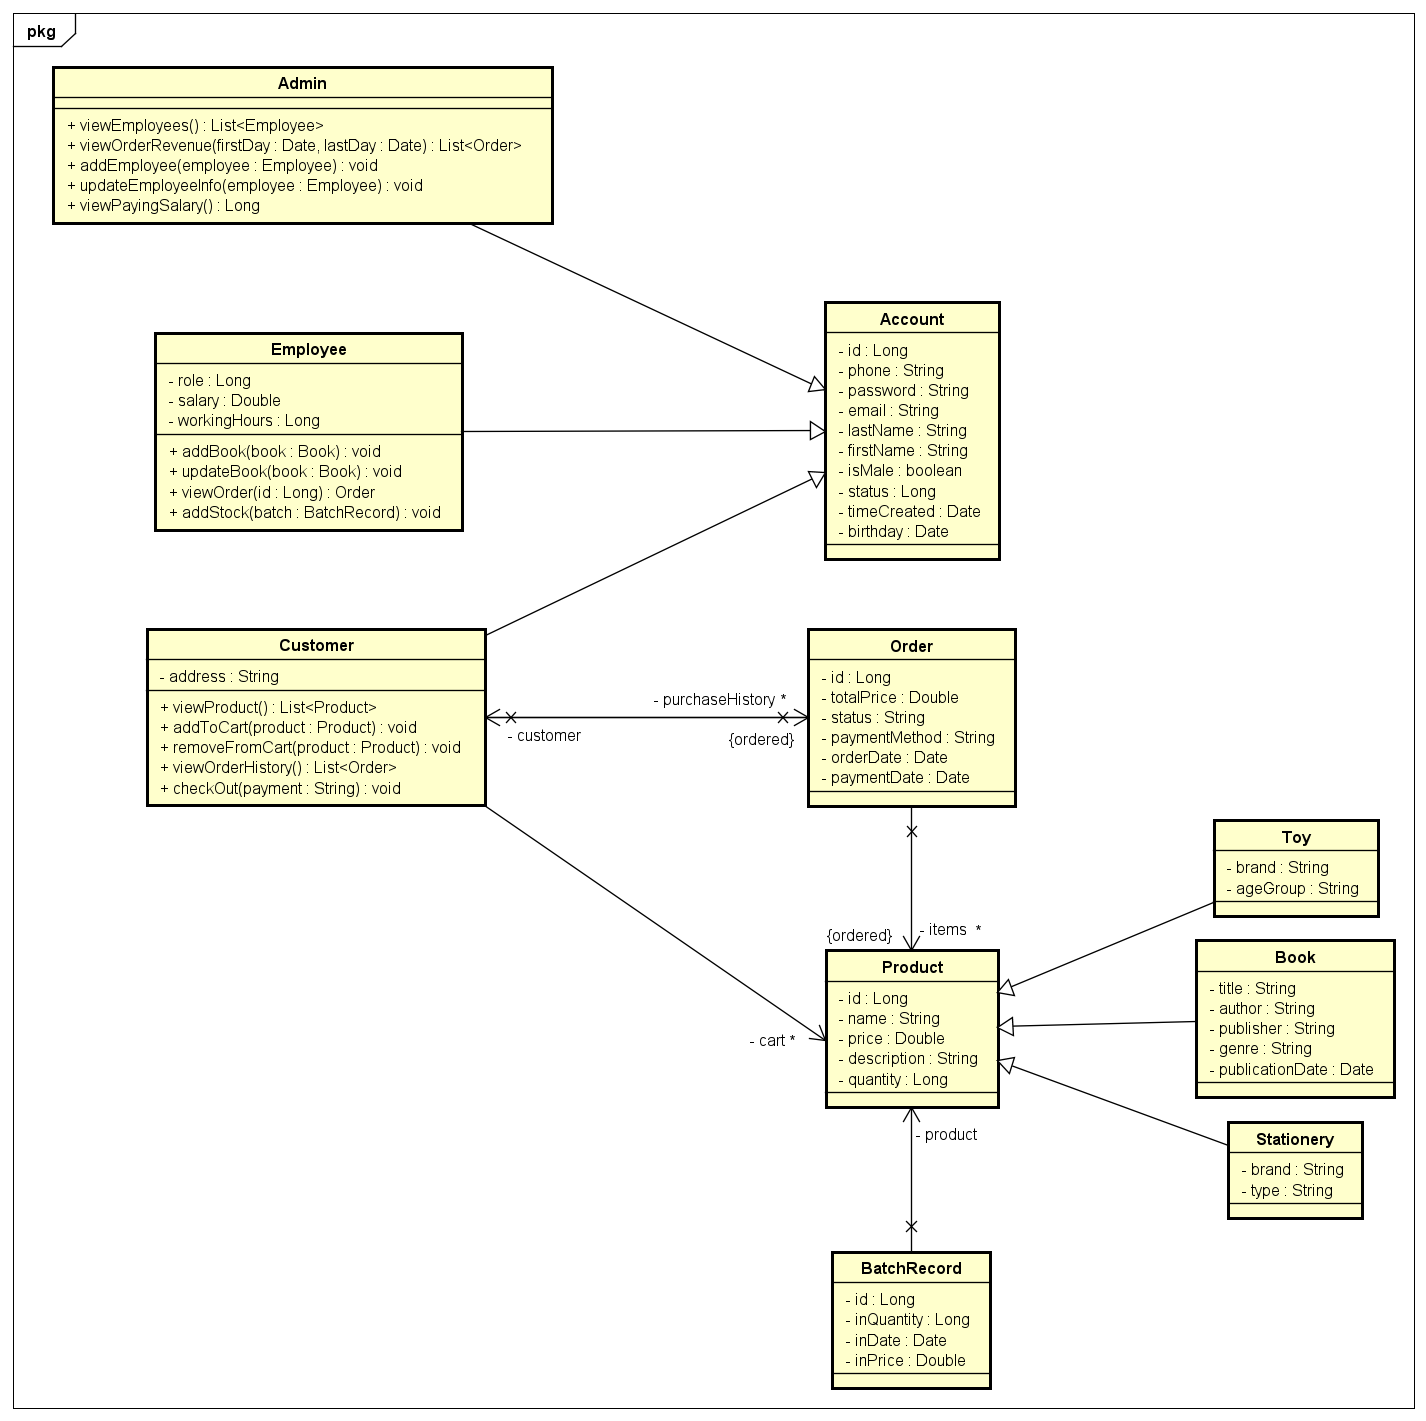 pkg
Admin
+ viewEmployees() : List<Employee>
+ viewOrderRevenue(firstDay : Date, lastDay : Date) : List<Order>
+ addEmployee(employee : Employee) : void
+ updateEmployeeInfo(employee : Employee) : void
+ viewPayingSalary() : Long
Account
- id : Long
- phone : String
- password : String
- email : String
- lastName : String
- firstName : String
- isMale : boolean
- status : Long
- timeCreated : Date
- birthday : Date
Employee
- role : Long
- salary : Double
- workingHours : Long
+ addBook(book : Book) : void
+ updateBook(book : Book) : void
+ viewOrder(id : Long) : Order
+ addStock(batch : BatchRecord) : void
Customer
- address : String
+ viewProduct() : List<Product>
+ addToCart(product : Product) : void
+ removeFromCart(product : Product) : void
+ viewOrderHistory() : List<Order>
+ checkOut(payment : String) : void
- purchaseHistory *
- customer
{ordered}
Order
- id : Long
- totalPrice : Double
- status : String
- paymentMethod : String
- orderDate : Date
- paymentDate : Date
{ordered}
- items *
- cart *
Product
- id : Long
- name : String
- price : Double
- description : String
- quantity : Long
Toy
- brand : String
- ageGroup : String
Book
- title : String
- author : String
- publisher : String
- genre : String
- publicationDate : Date
Stationery
- brand : String
- type : String
- product
BatchRecord
- id : Long
- inQuantity : Long
- inDate : Date
- inPrice : Double